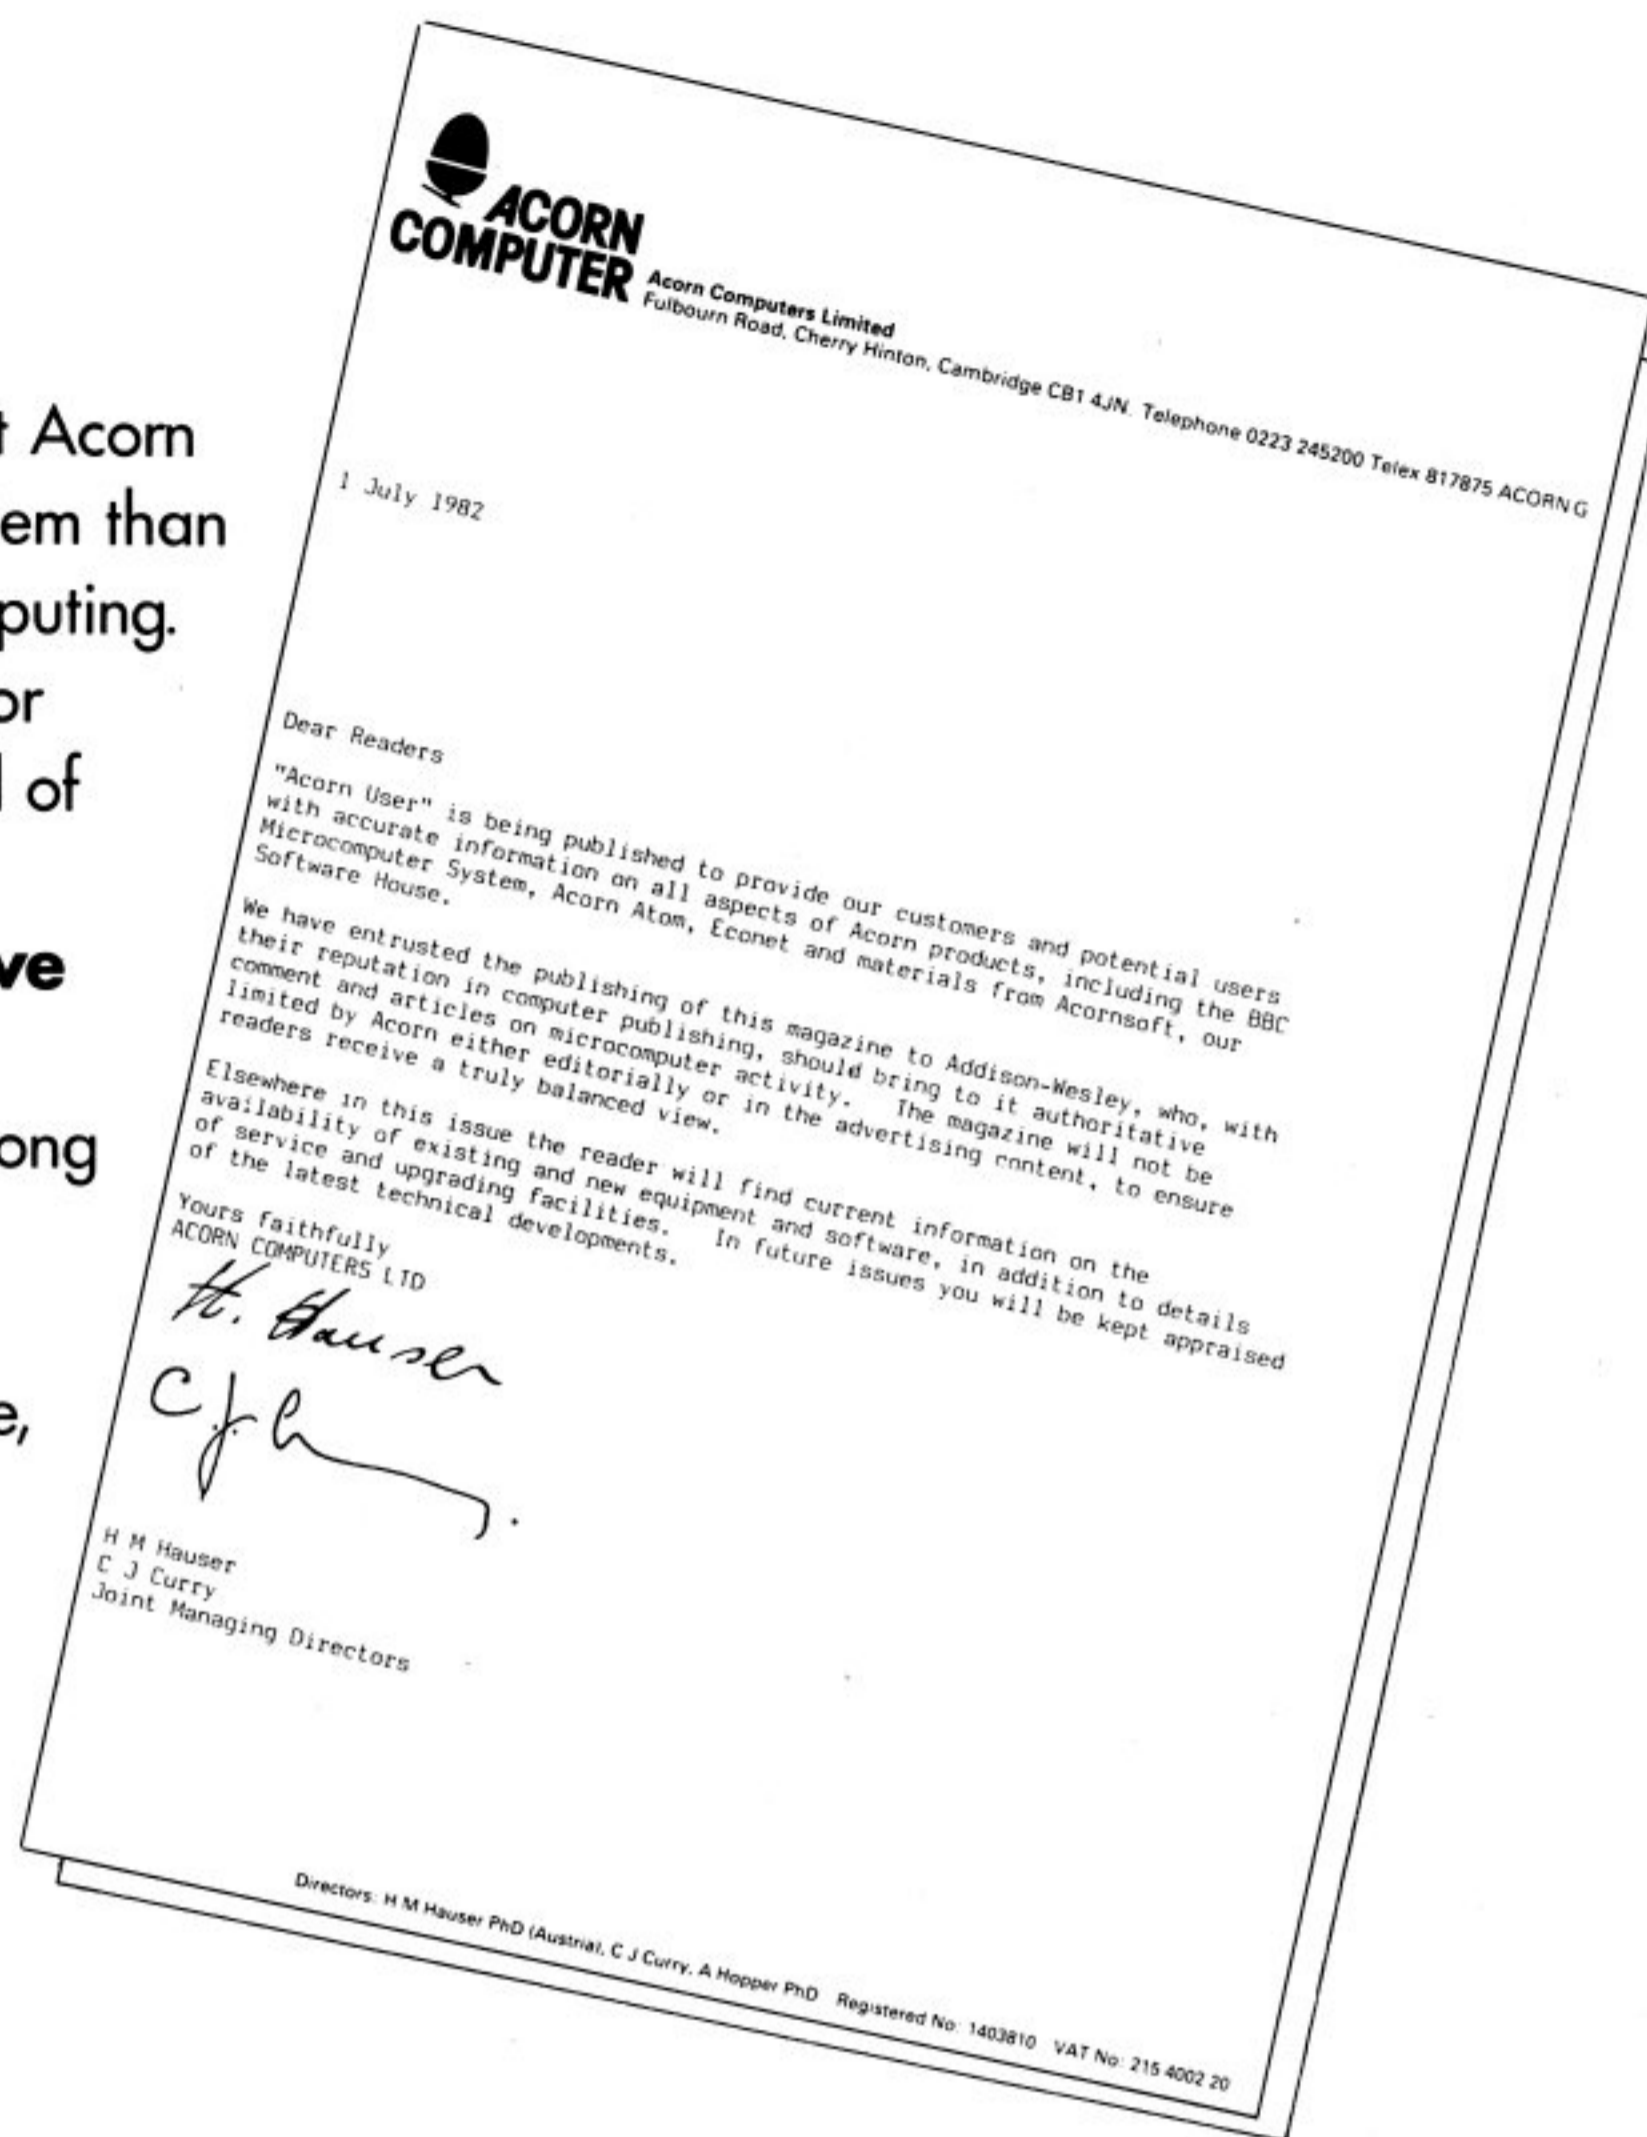 t Acorn
em than
puting.
or
of
ve
ong
e,
ACORN
COMPUTER
Acorn Computers Limited
Fulbourn Road, Cherry Hinton, Cambridge CB1 4JN. Telephone 0223 245200 Telex 817875 ACORN G
1 July 1982
Dear Readers
"Acorn User" is being published to provide our customers and potential users
with accurate information on all aspects of Acorn products, including the BBC
Microcomputer System, Acorn Atom, Econet and materials from Acornsoft, our
Software House.
We have entrusted the publishing of this magazine to Addison-Wesley, who, with
their reputation in computer publishing, should bring to it authoritative
comment and articles on microcomputer activity. The magazine will not be
limited by Acorn either editorially or in the advertising content, to ensure
readers receive a truly balanced view.
Elsewhere in this issue the reader will find current information on the
availability of existing and new equipment and software, in addition to details
of service and upgrading facilities. In future issues you will be kept appraised
of the latest technical developments.
Yours faithfully
ACORN COMPUTERS LTD
H. Hauser
C J Curry.
H M Hauser
C J Curry
Joint Managing Directors
Directors: H M Hauser PhD (Austria), C J Curry, A Hopper PhD Registered No: 1403810 VAT No: 215 4002 20